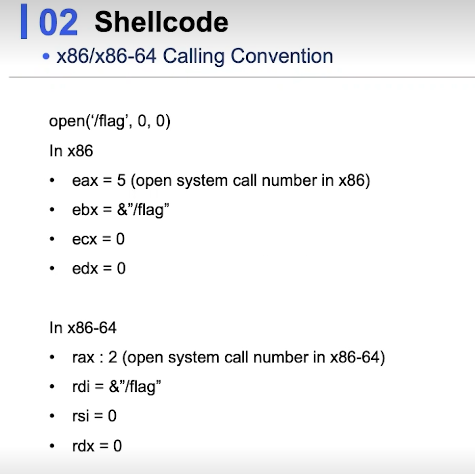 02 Shellcode
• x86/x86-64 Calling Convention
open('/flag', 0, 0)
In x86
• eax = 5 (open system call number in x86)
• ebx = &"/flag"
• ecx = 0
• edx = 0
In x86-64
• rax : 2 (open system call number in x86-64)
• rdi = &"/flag"
• rsi = 0
• rdx = 0